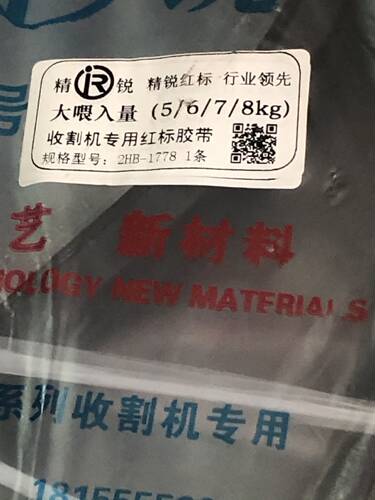 精 R 锐 精锐红标 行业领先
大喂入量 (5/6/7/8kg)
收割机专用红标胶带
规格型号: 2HB-1778 1条
艺 新材料
NOLOGY NEW MATERIALS
系列收割机专用